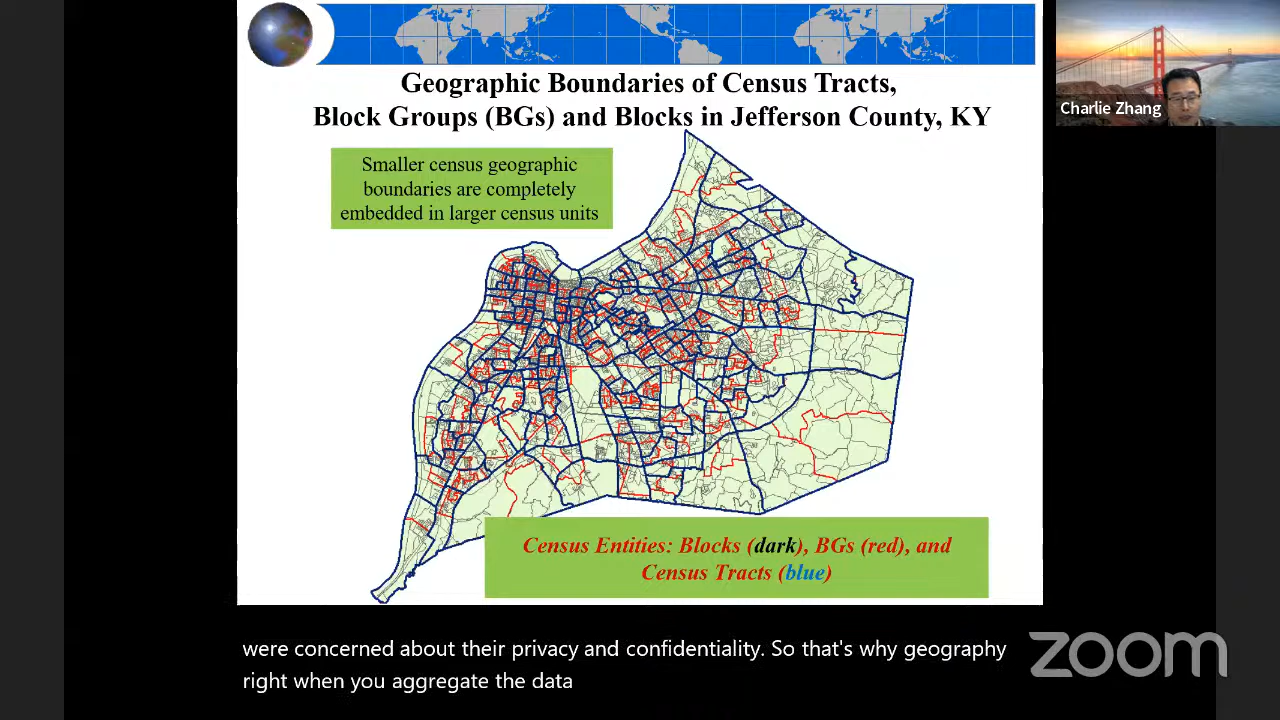 Geographic Boundaries of Census Tracts,
Block Groups (BGs) and Blocks in Jefferson County, KY
Charlie Zhang
Smaller census geographic
boundaries are completely
embedded in larger census units
Census Entities: Blocks (dark), BGs (red), and
Census Tracts (blue)
were concerned about their privacy and confidentiality. So that's why geography
right when you aggregate the data
zoom